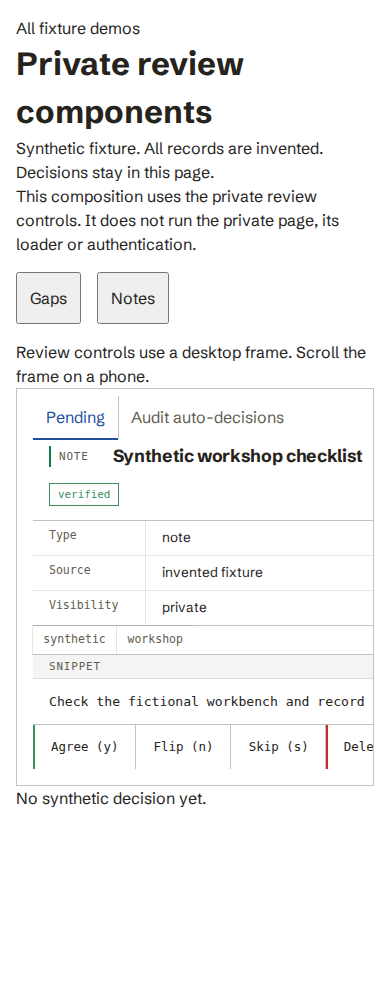 All fixture demos
Private review
components
Synthetic fixture. All records are invented.
Decisions stay in this page.
This composition uses the private review
controls. It does not run the private page, its
loader or authentication.
Gaps
Notes
Review controls use a desktop frame. Scroll the
frame on a phone.
Pending
Audit auto-decisions
NOTE
Synthetic workshop checklist
verified
Type
note
Source
invented fixture
Visibility
private
synthetic
workshop
SNIPPET
Check the fictional workbench and record
Agree (y)
Flip (n)
Skip (s)
Dele
No synthetic decision yet.